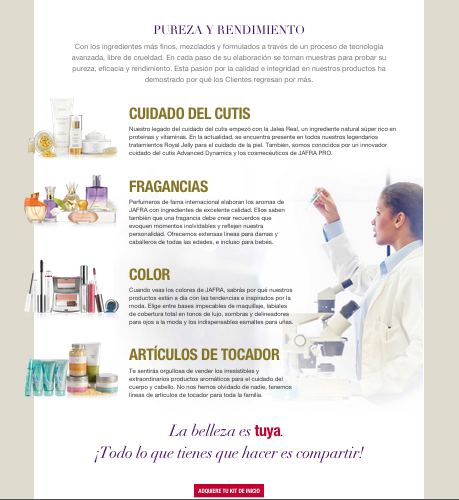 PUREZA Y RENDIMIENTO
Con los ingredientes más finos, mezclados y formulados a través de un proceso de tecnología
avanzada, libre de crueldad. En cada paso de su elaboración se toman muestras para probar su
pureza, eficacia y rendimiento. Esta pasión por la calidad e integridad en nuestros productos ha
demostrado por qué los Clientes regresan por más.
CUIDADO DEL CUTIS
Nuestro legado del cuidado del cutis empezó con la Jalea Real, un ingrediente natural súper rico en
proteínas y vitaminas. En la actualidad, se encuentra presente en todos nuestros legendarios
tratamientos Royal Jelly para el cuidado de la piel. También, somos conocidos por un innovador
cuidado del cutis Advanced Dynamics y los cosmecéuticos de JAFRA PRO.
FRAGANCIAS
Perfumeros de fama internacional elaboran los aromas de
JAFRA con ingredientes de excelente calidad. Ellos saben
también que una fragancia debe crear recuerdos que
evoquen momentos inolvidables y reflejen nuestra
personalidad. Ofrecemos extensas líneas para damas y
caballeros de todas las edades, e incluso para bebés.
COLOR
Cuando veas los colores de JAFRA, sabrás por qué nuestros
productos están a día con las tendencias e inspirados por la
moda. Elige entre bases impecables de maquillaje, labiales
de cobertura total en tonos de lujo, sombras y delineadores
para ojos a la moda y los indispensables esmaltes para uñas.
ARTÍCULOS DE TOCADOR
Te sentirás orgullosa de vender los irresistibles y
extraordinarios productos aromáticos para el cuidado del
cuerpo y cabello. No nos hemos olvidado de nadie, tenemos
líneas de artículos de tocador para toda la familia.
La belleza es tuya.
¡Todo lo que tienes que hacer es compartir!
ADQUIERE TU KIT DE INICIO